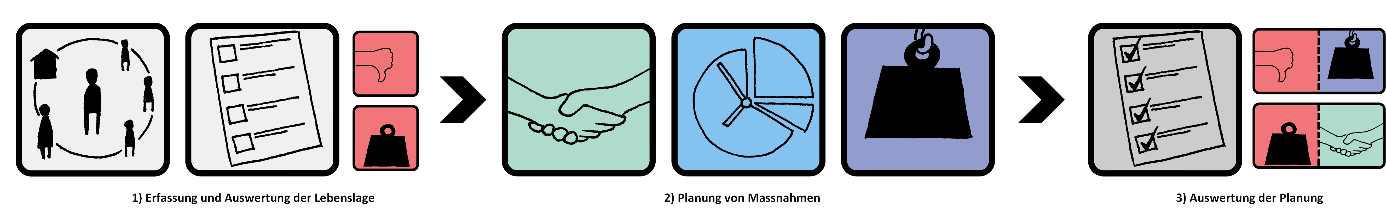 1) Erfassung und Auswertung der Lebenslage
2) Planung von Massnahmen
3) Auswertung der Planung